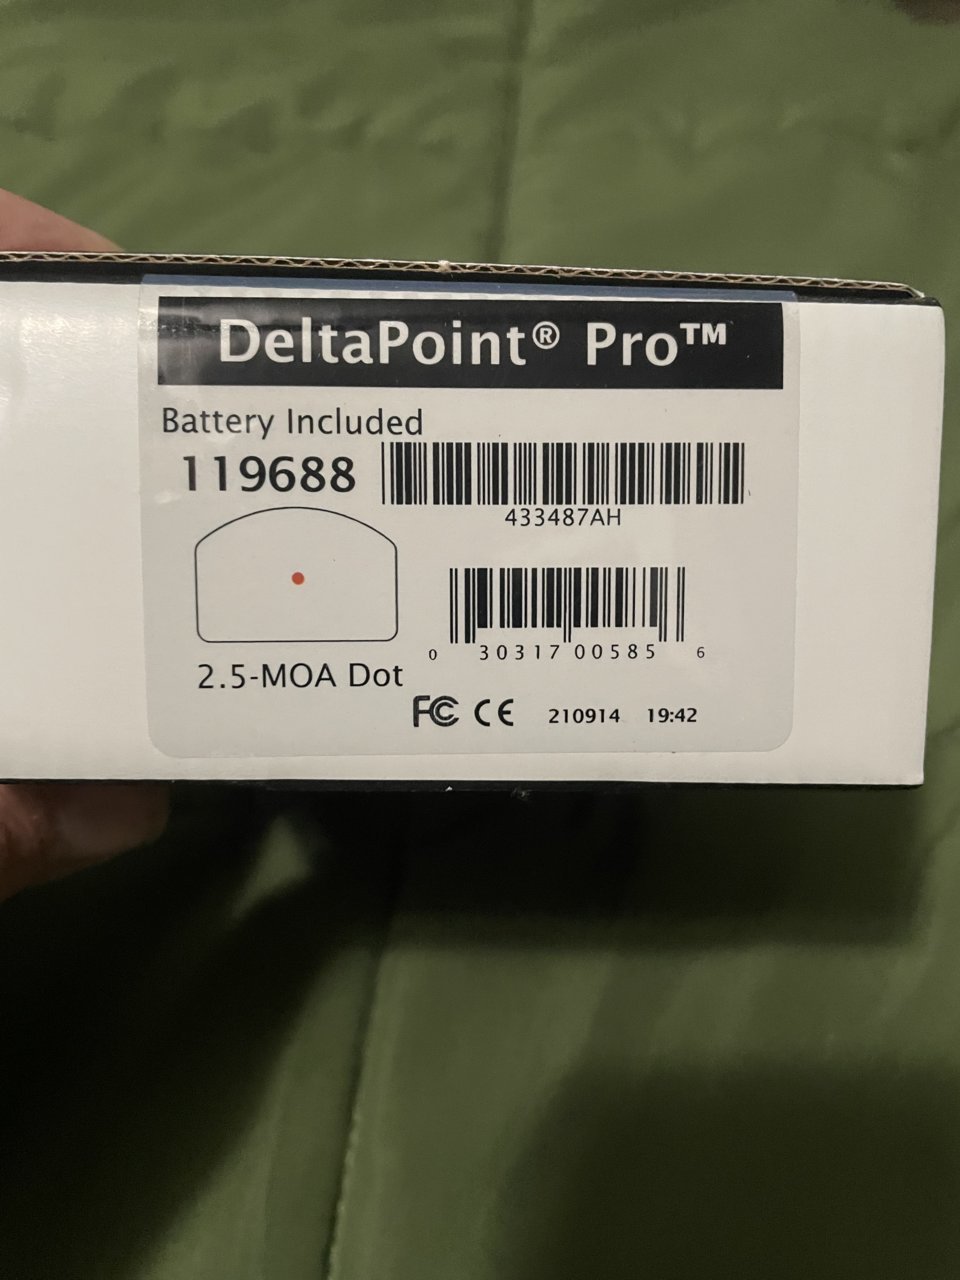 DeltaPoint® Pro™
Battery Included
119688
433487AH
2.5-MOA Dot
0 30317 00585 6
FC CE 210914 19:42